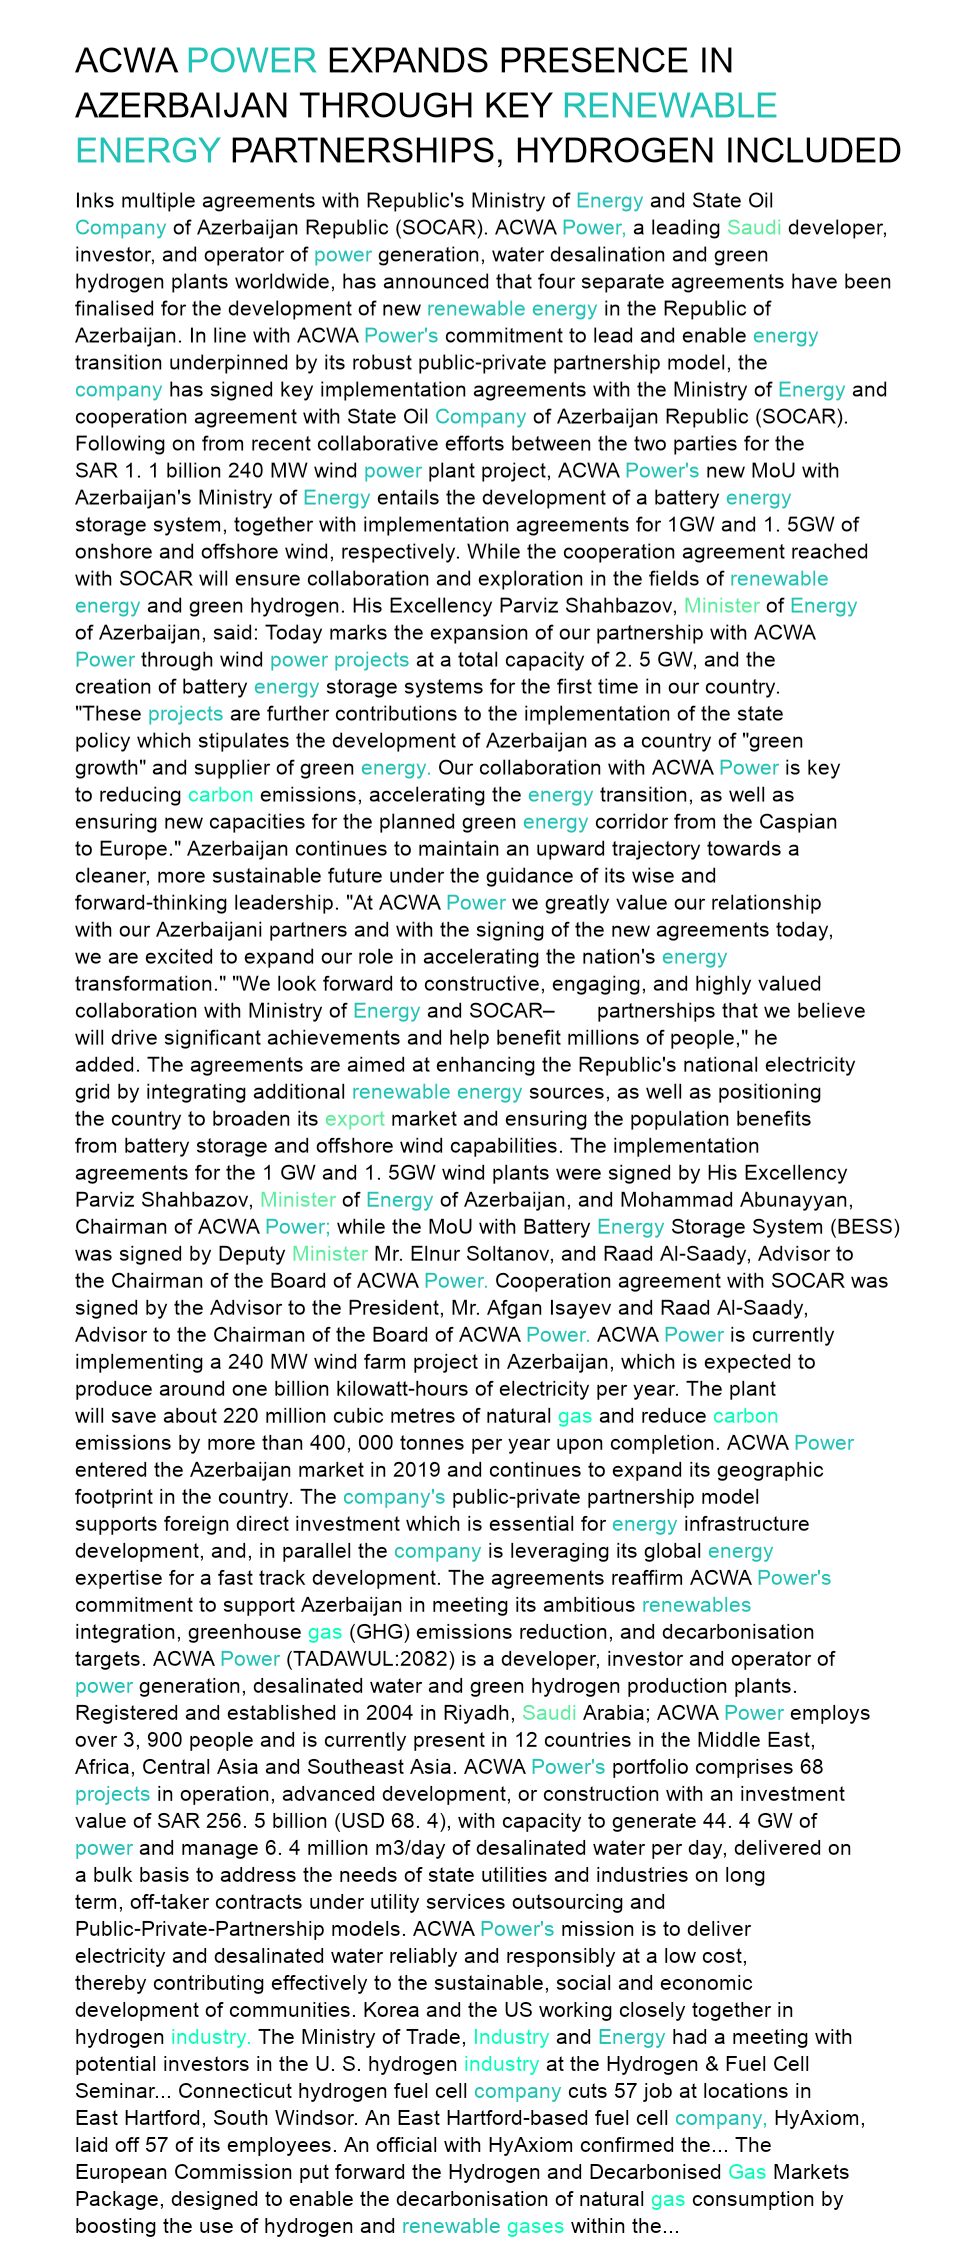 ACWA POWER EXPANDS PRESENCE IN
AZERBAIJAN THROUGH KEY RENEWABLE
ENERGY PARTNERSHIPS, HYDROGEN INCLUDED
Inks multiple agreements with Republic's Ministry of Energy and State Oil
Company of Azerbaijan Republic (SOCAR). ACWA Power, a leading Saudi developer,
investor, and operator of power generation, water desalination and green
hydrogen plants worldwide, has announced that four separate agreements have been
finalised for the development of new renewable energy in the Republic of
Azerbaijan. In line with ACWA Power's commitment to lead and enable energy
transition underpinned by its robust public-private partnership model, the
company has signed key implementation agreements with the Ministry of Energy and
cooperation agreement with State Oil Company of Azerbaijan Republic (SOCAR).
Following on from recent collaborative efforts between the two parties for the
SAR 1. 1 billion 240 MW wind power plant project, ACWA Power's new MoU with
Azerbaijan's Ministry of Energy entails the development of a battery energy
storage system, together with implementation agreements for 1GW and 1. 5GW of
onshore and offshore wind, respectively. While the cooperation agreement reached
with SOCAR will ensure collaboration and exploration in the fields of renewable
energy and green hydrogen. His Excellency Parviz Shahbazov, Minister of Energy
of Azerbaijan, said: Today marks the expansion of our partnership with ACWA
Power through wind power projects at a total capacity of 2. 5 GW, and the
creation of battery energy storage systems for the first time in our country.
"These projects are further contributions to the implementation of the state
policy which stipulates the development of Azerbaijan as a country of "green
growth" and supplier of green energy. Our collaboration with ACWA Power is key
to reducing carbon emissions, accelerating the energy transition, as well as
ensuring new capacities for the planned green energy corridor from the Caspian
to Europe." Azerbaijan continues to maintain an upward trajectory towards a
cleaner, more sustainable future under the guidance of its wise and
forward-thinking leadership. "At ACWA Power we greatly value our relationship
with our Azerbaijani partners and with the signing of the new agreements today,
we are excited to expand our role in accelerating the nation's energy
transformation." "We look forward to constructive, engaging, and highly valued
collaboration with Ministry of Energy and SOCAR– partnerships that we believe
will drive significant achievements and help benefit millions of people," he
added. The agreements are aimed at enhancing the Republic's national electricity
grid by integrating additional renewable energy sources, as well as positioning
the country to broaden its export market and ensuring the population benefits
from battery storage and offshore wind capabilities. The implementation
agreements for the 1 GW and 1. 5GW wind plants were signed by His Excellency
Parviz Shahbazov, Minister of Energy of Azerbaijan, and Mohammad Abunayyan,
Chairman of ACWA Power; while the MoU with Battery Energy Storage System (BESS)
was signed by Deputy Minister Mr. Elnur Soltanov, and Raad Al-Saady, Advisor to
the Chairman of the Board of ACWA Power. Cooperation agreement with SOCAR was
signed by the Advisor to the President, Mr. Afgan Isayev and Raad Al-Saady,
Advisor to the Chairman of the Board of ACWA Power. ACWA Power is currently
implementing a 240 MW wind farm project in Azerbaijan, which is expected to
produce around one billion kilowatt-hours of electricity per year. The plant
will save about 220 million cubic metres of natural gas and reduce carbon
emissions by more than 400, 000 tonnes per year upon completion. ACWA Power
entered the Azerbaijan market in 2019 and continues to expand its geographic
footprint in the country. The company's public-private partnership model
supports foreign direct investment which is essential for energy infrastructure
development, and, in parallel the company is leveraging its global energy
expertise for a fast track development. The agreements reaffirm ACWA Power's
commitment to support Azerbaijan in meeting its ambitious renewables
integration, greenhouse gas (GHG) emissions reduction, and decarbonisation
targets. ACWA Power (TADAWUL:2082) is a developer, investor and operator of
power generation, desalinated water and green hydrogen production plants.
Registered and established in 2004 in Riyadh, Saudi Arabia; ACWA Power employs
over 3, 900 people and is currently present in 12 countries in the Middle East,
Africa, Central Asia and Southeast Asia. ACWA Power's portfolio comprises 68
projects in operation, advanced development, or construction with an investment
value of SAR 256. 5 billion (USD 68. 4), with capacity to generate 44. 4 GW of
power and manage 6. 4 million m3/day of desalinated water per day, delivered on
a bulk basis to address the needs of state utilities and industries on long
term, off-taker contracts under utility services outsourcing and
Public-Private-Partnership models. ACWA Power's mission is to deliver
electricity and desalinated water reliably and responsibly at a low cost,
thereby contributing effectively to the sustainable, social and economic
development of communities. Korea and the US working closely together in
hydrogen industry. The Ministry of Trade, Industry and Energy had a meeting with
potential investors in the U. S. hydrogen industry at the Hydrogen & Fuel Cell
Seminar... Connecticut hydrogen fuel cell company cuts 57 job at locations in
East Hartford, South Windsor. An East Hartford-based fuel cell company, HyAxiom,
laid off 57 of its employees. An official with HyAxiom confirmed the... The
European Commission put forward the Hydrogen and Decarbonised Gas Markets
Package, designed to enable the decarbonisation of natural gas consumption by
boosting the use of hydrogen and renewable gases within the...